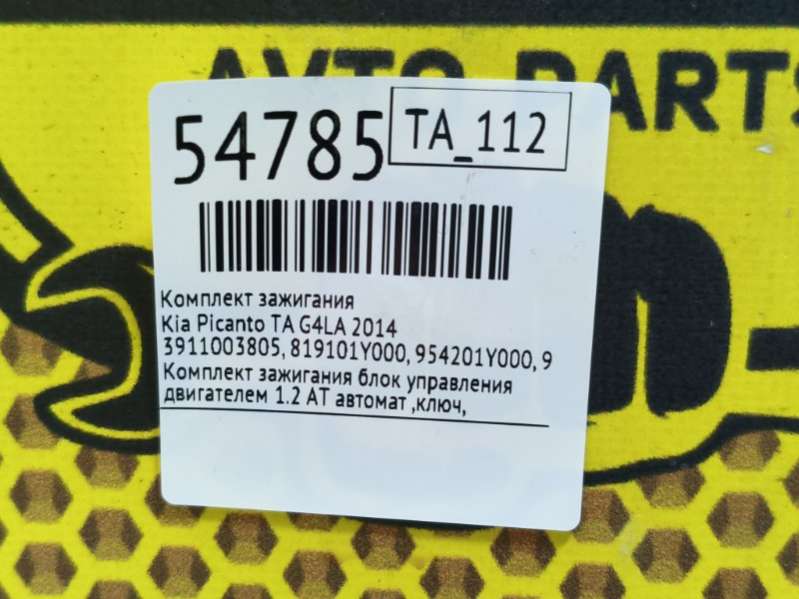 AVTO PARTS
54785 TA_112
Комплект зажигания
Kia Picanto TA G4LA 2014
3911003805, 819101Y000, 954201Y000, 9
Комплект зажигания блок управления
двигателем 1.2 АТ автомат ,ключ,